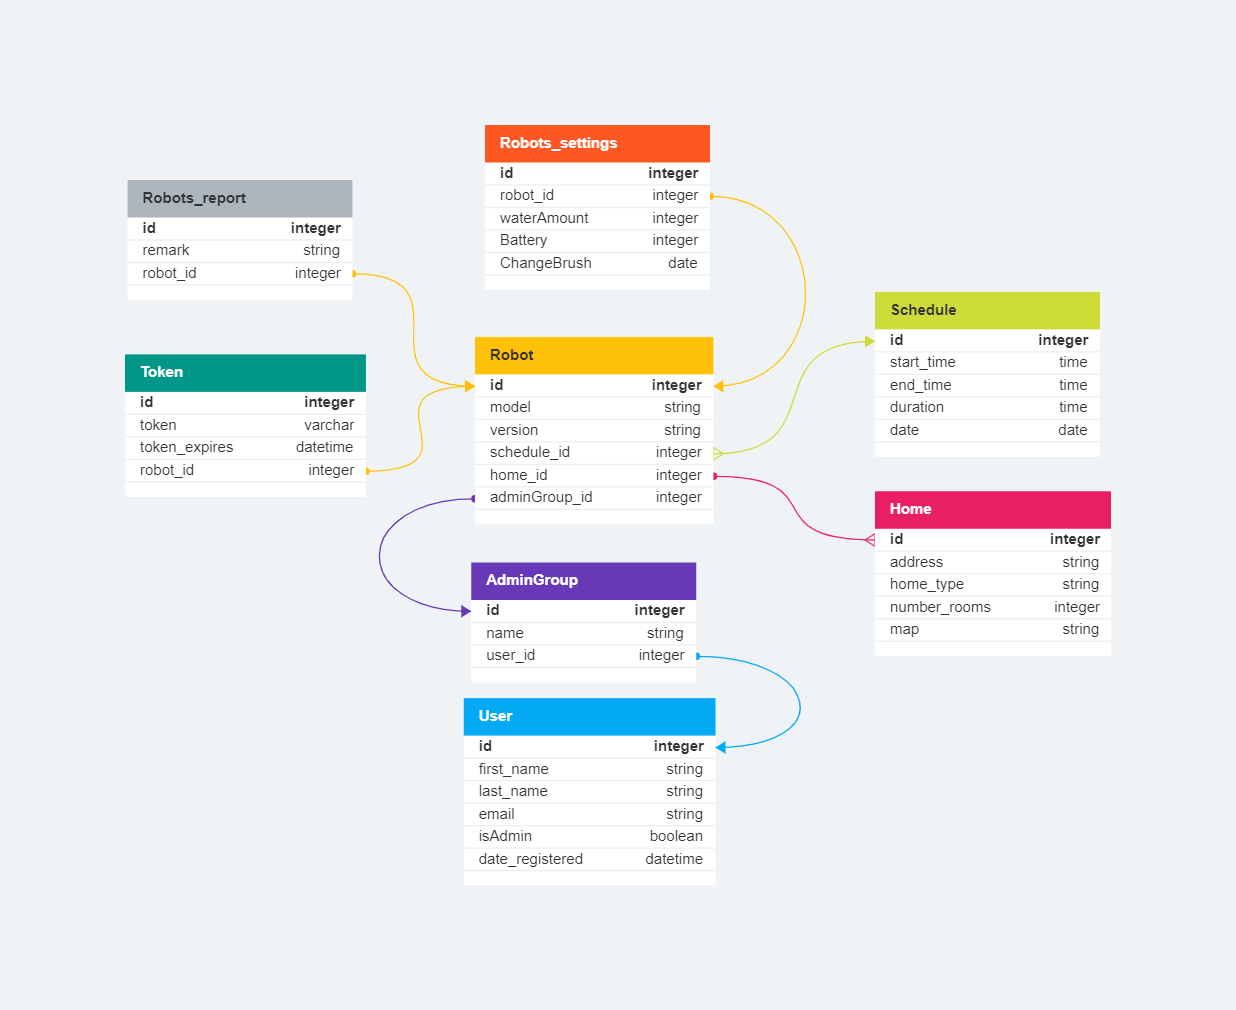 Robots_settings
id integer
robot_id integer
waterAmount integer
Battery integer
ChangeBrush date
Robots_report
id integer
remark string
robot_id integer
Schedule
id integer
start_time time
end_time time
duration time
date date
Robot
id integer
model string
version string
schedule_id integer
home_id integer
adminGroup_id integer
Token
id integer
token varchar
token_expires datetime
robot_id integer
Home
id integer
address string
home_type string
number_rooms integer
map string
AdminGroup
id integer
name string
user_id integer
User
id integer
first_name string
last_name string
email string
isAdmin boolean
date_registered datetime